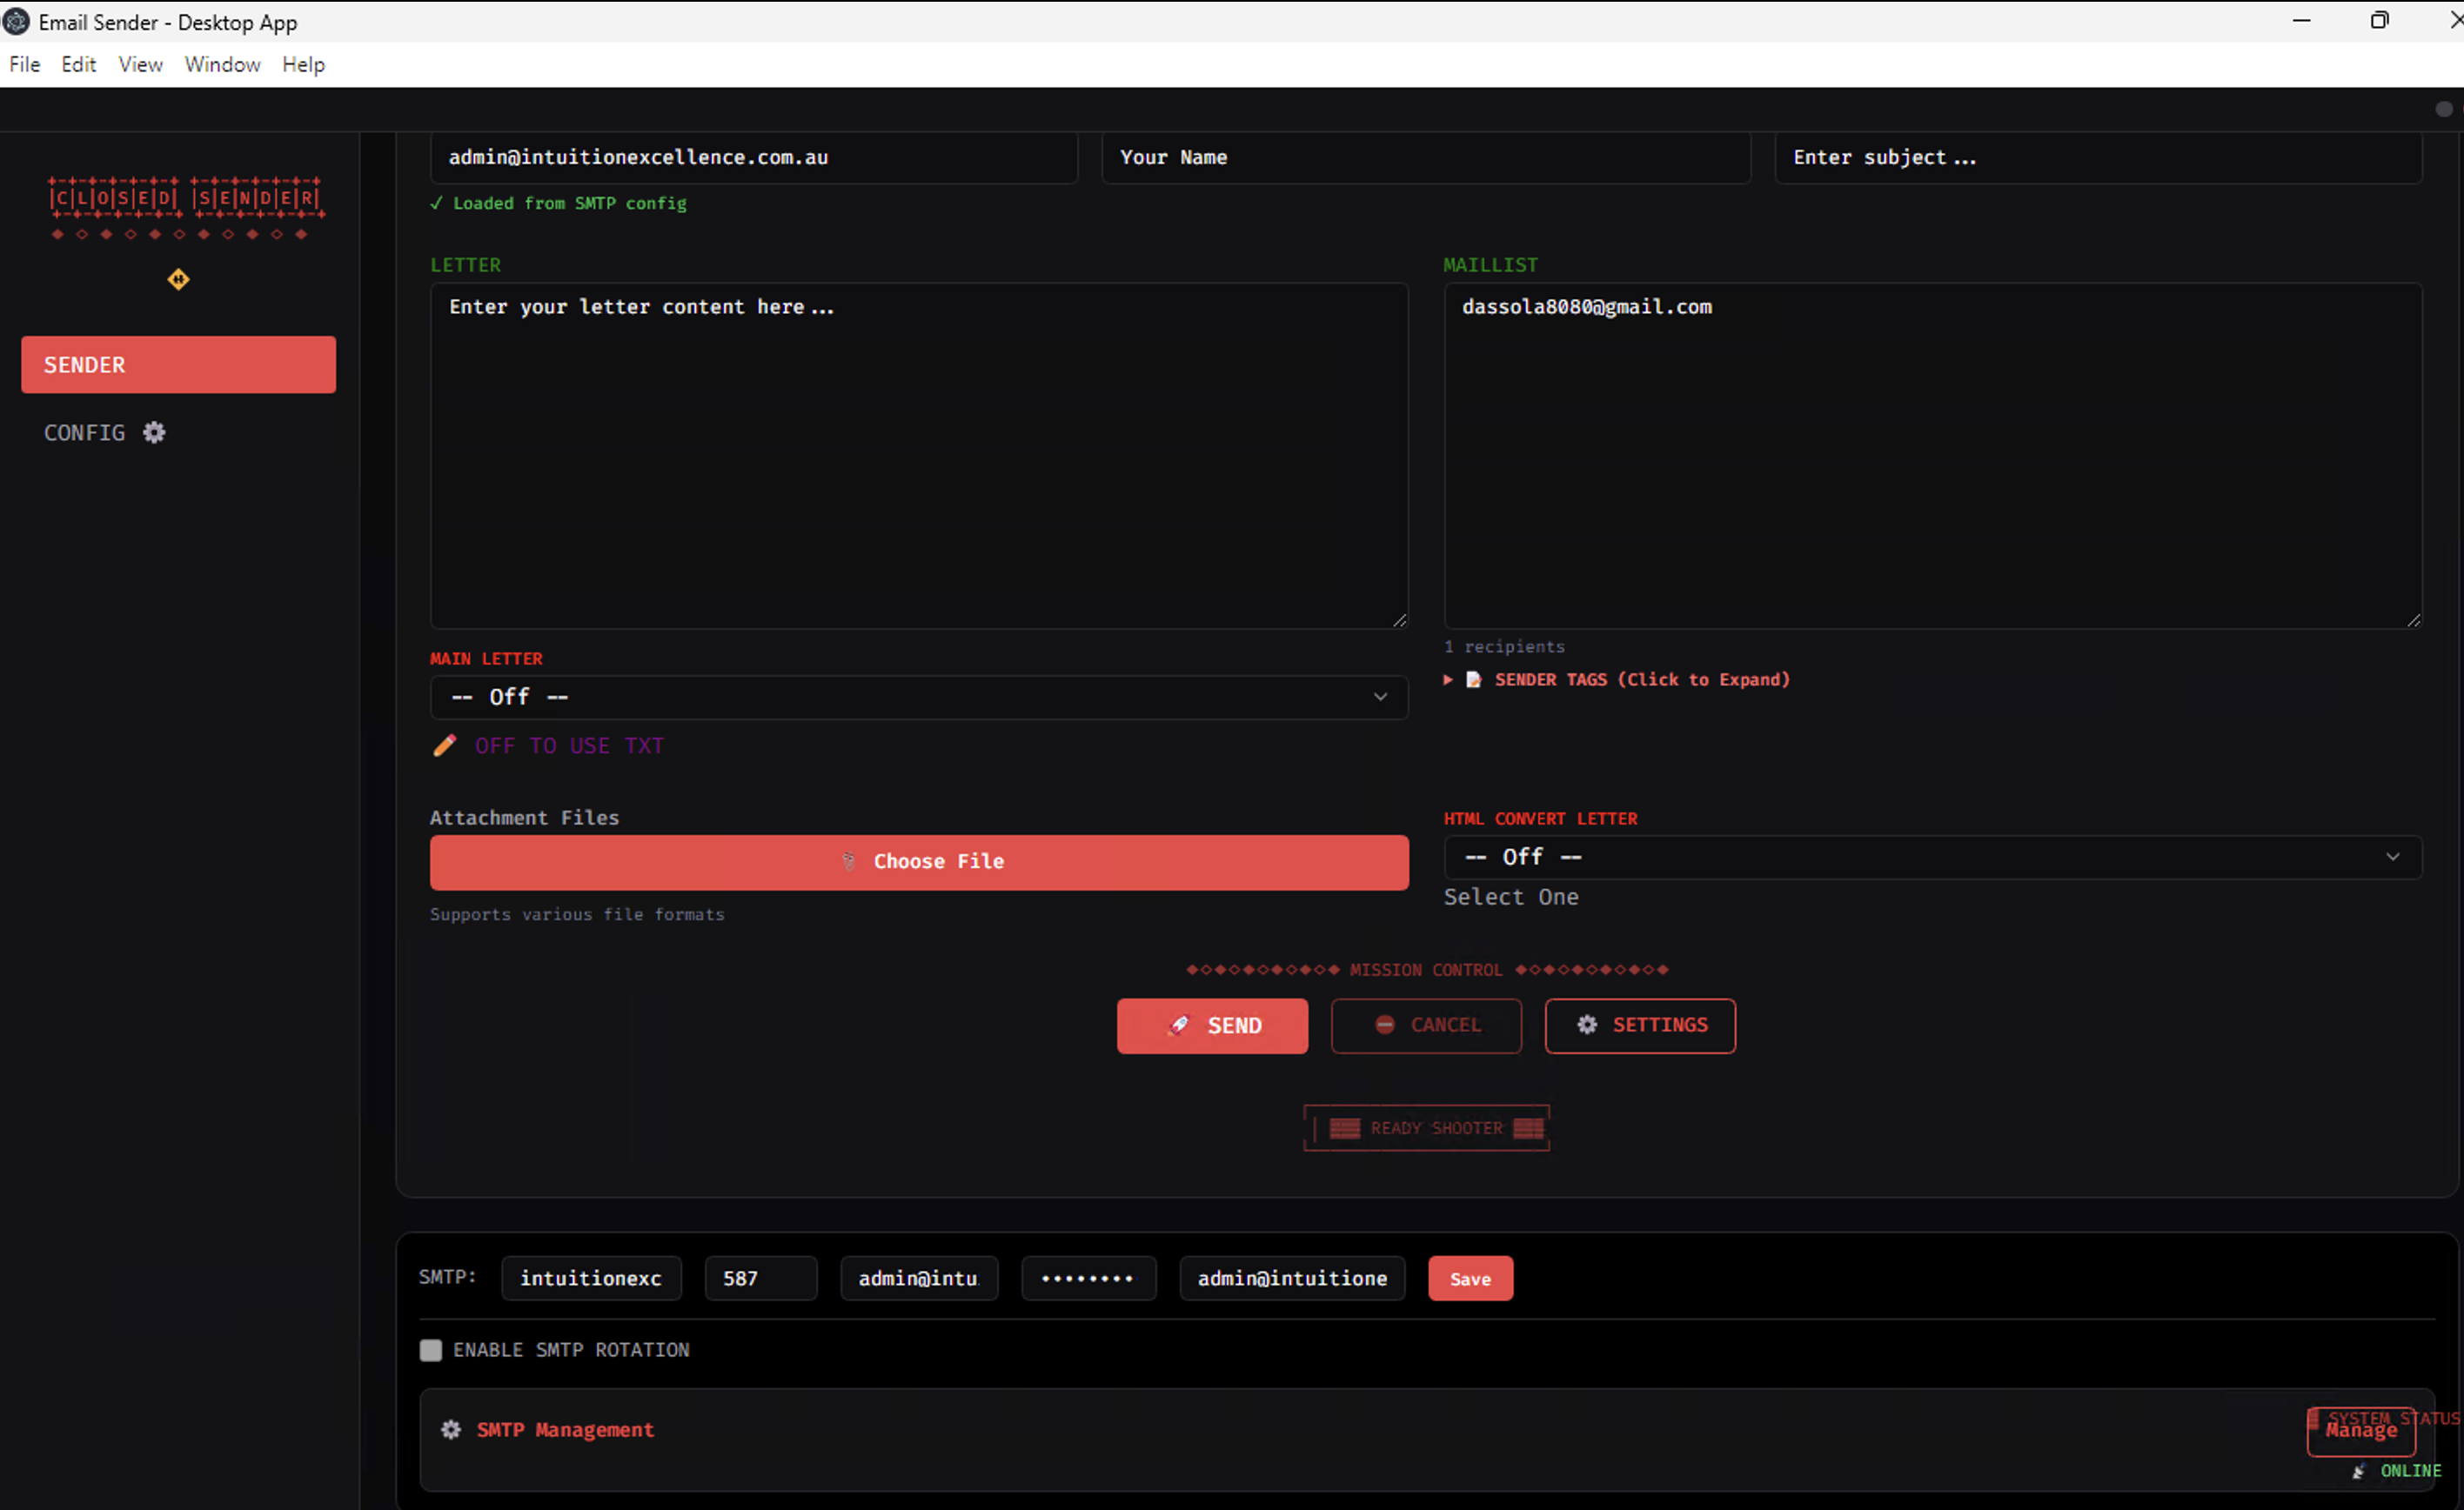 Email Sender - Desktop App
File Edit View Window Help
|C|L|O|S|E|D| |S|E|N|D|E|R|
SENDER
CONFIG
admin@intuitionexcellence.com.au
Your Name
Enter subject...
✓ Loaded from SMTP config
LETTER
Enter your letter content here...
MAILLIST
dassola8080@gmail.com
1 recipients
SENDER TAGS (Click to Expand)
MAIN LETTER
-- Off --
OFF TO USE TXT
Attachment Files
Choose File
Supports various file formats
HTML CONVERT LETTER
-- Off --
Select One
MISSION CONTROL
SEND
CANCEL
SETTINGS
READY SHOOTER
SMTP: intuitionexc 587 admin@intu admin@intuitione Save
ENABLE SMTP ROTATION
SMTP Management
SYSTEM STATUS
Manage
ONLINE